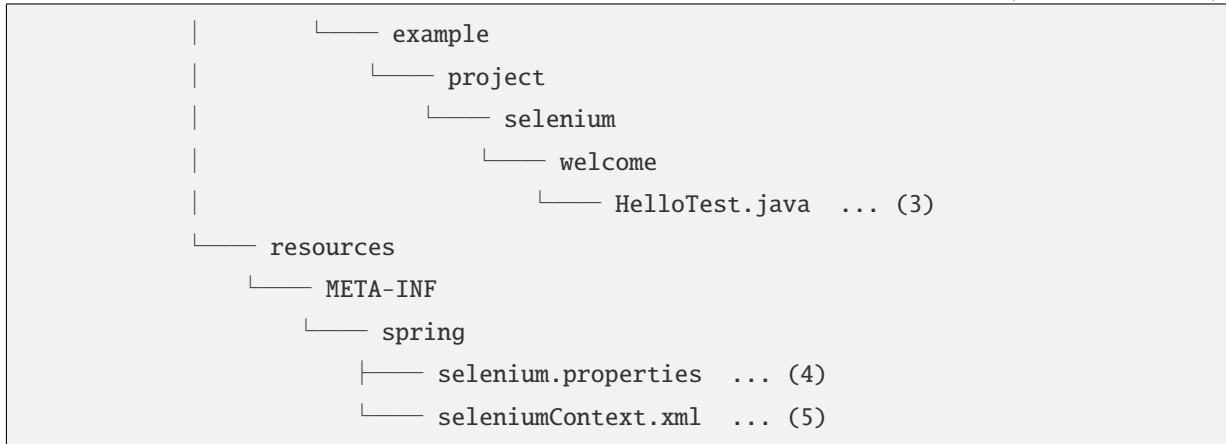 │ └── example
│ └── project
│ └── selenium
│ └── welcome
│ └── HelloTest.java ... (3)
└── resources
└── META-INF
└── spring
├── selenium.properties ... (4)
└── seleniumContext.xml ... (5)